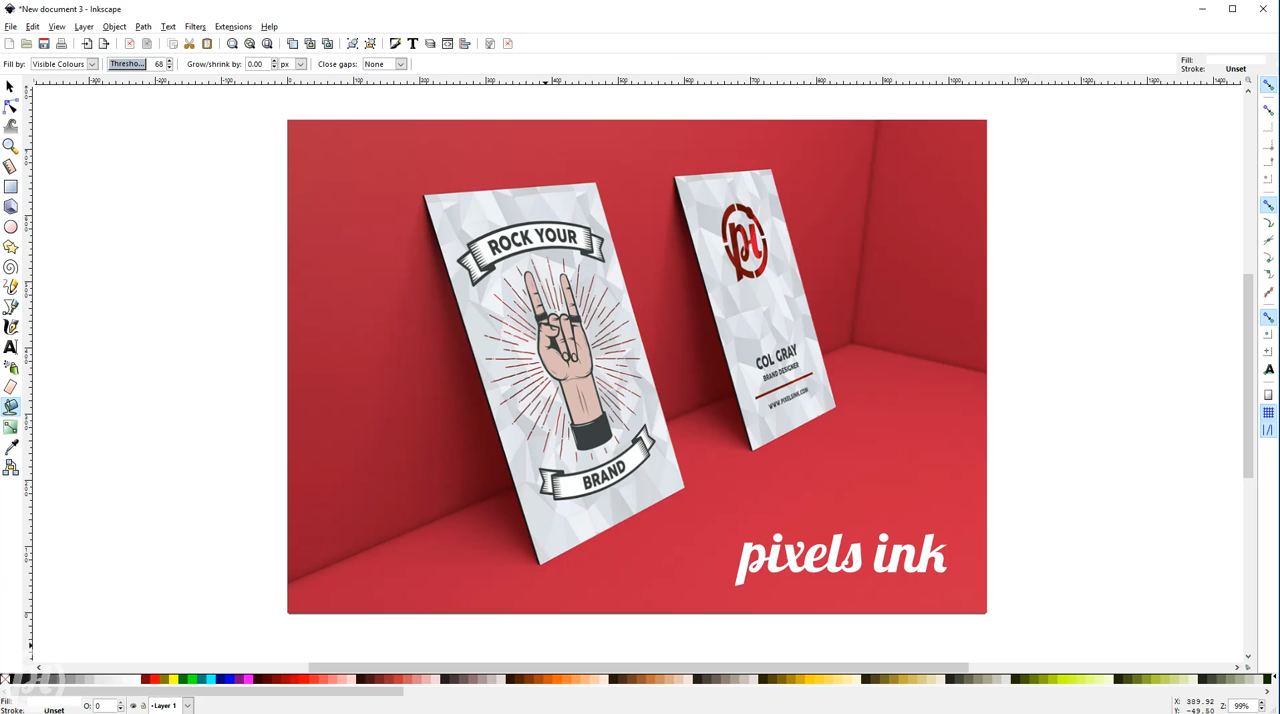 *New document 3 - Inkscape
File Edit View Layer Object Path Text Filters Extensions Help
Fill by: Visible Colours Thresho... 68 Grow/shrink by: 0.00 px Close gaps: None
Fill:
Stroke: Unset
ROCK YOUR
BRAND
COL GRAY
BRAND DESIGNER
WWW.PIXELSINK.COM
pixels ink
Fill:
Stroke: Unset
O: 0
Layer 1
X: 389.92
Y: -49.50
Z: 99%